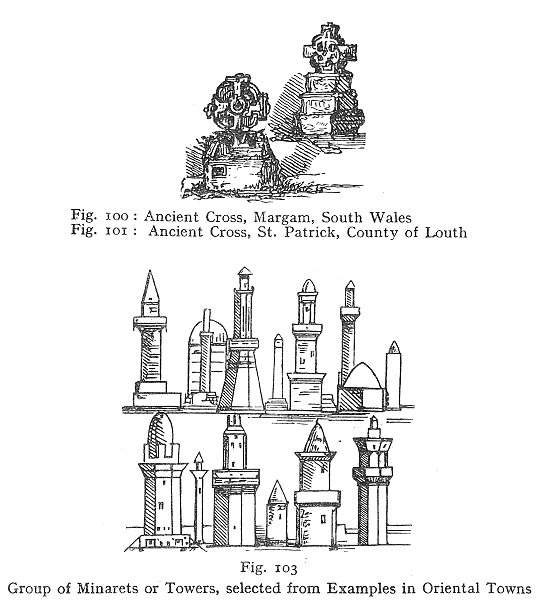 Fig. 100 : Ancient Cross, Margam, South Wales
Fig. 101 : Ancient Cross, St. Patrick, County of Louth
Fig. 103
Group of Minarets or Towers, selected from Examples in Oriental Towns